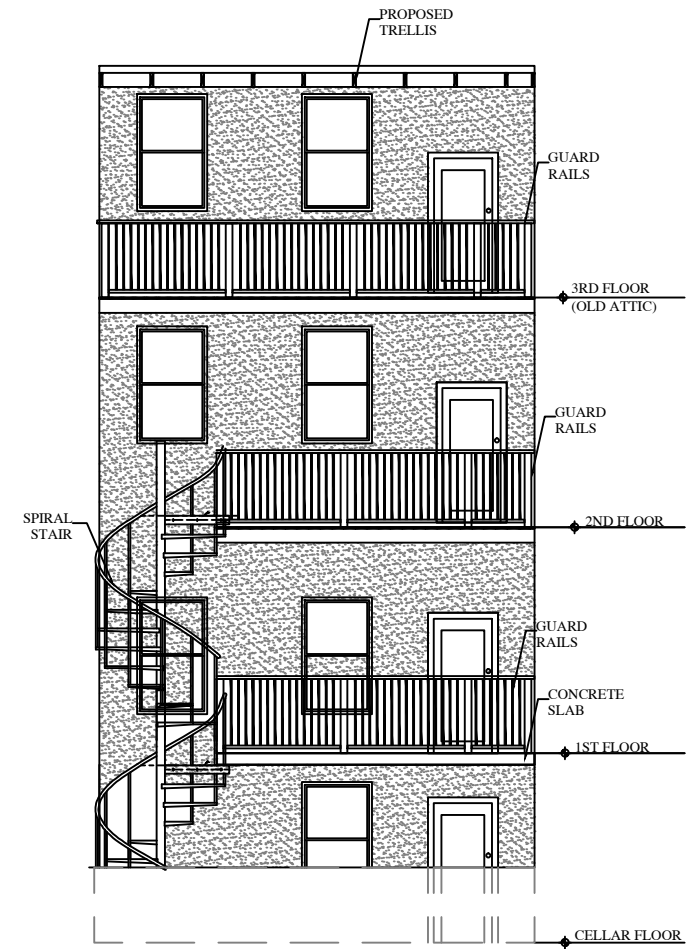 PROPOSED
TRELLIS
GUARD
RAILS
3RD FLOOR
(OLD ATTIC)
GUARD
RAILS
SPIRAL
STAIR
2ND FLOOR
GUARD
RAILS
CONCRETE
SLAB
1ST FLOOR
CELLAR FLOOR